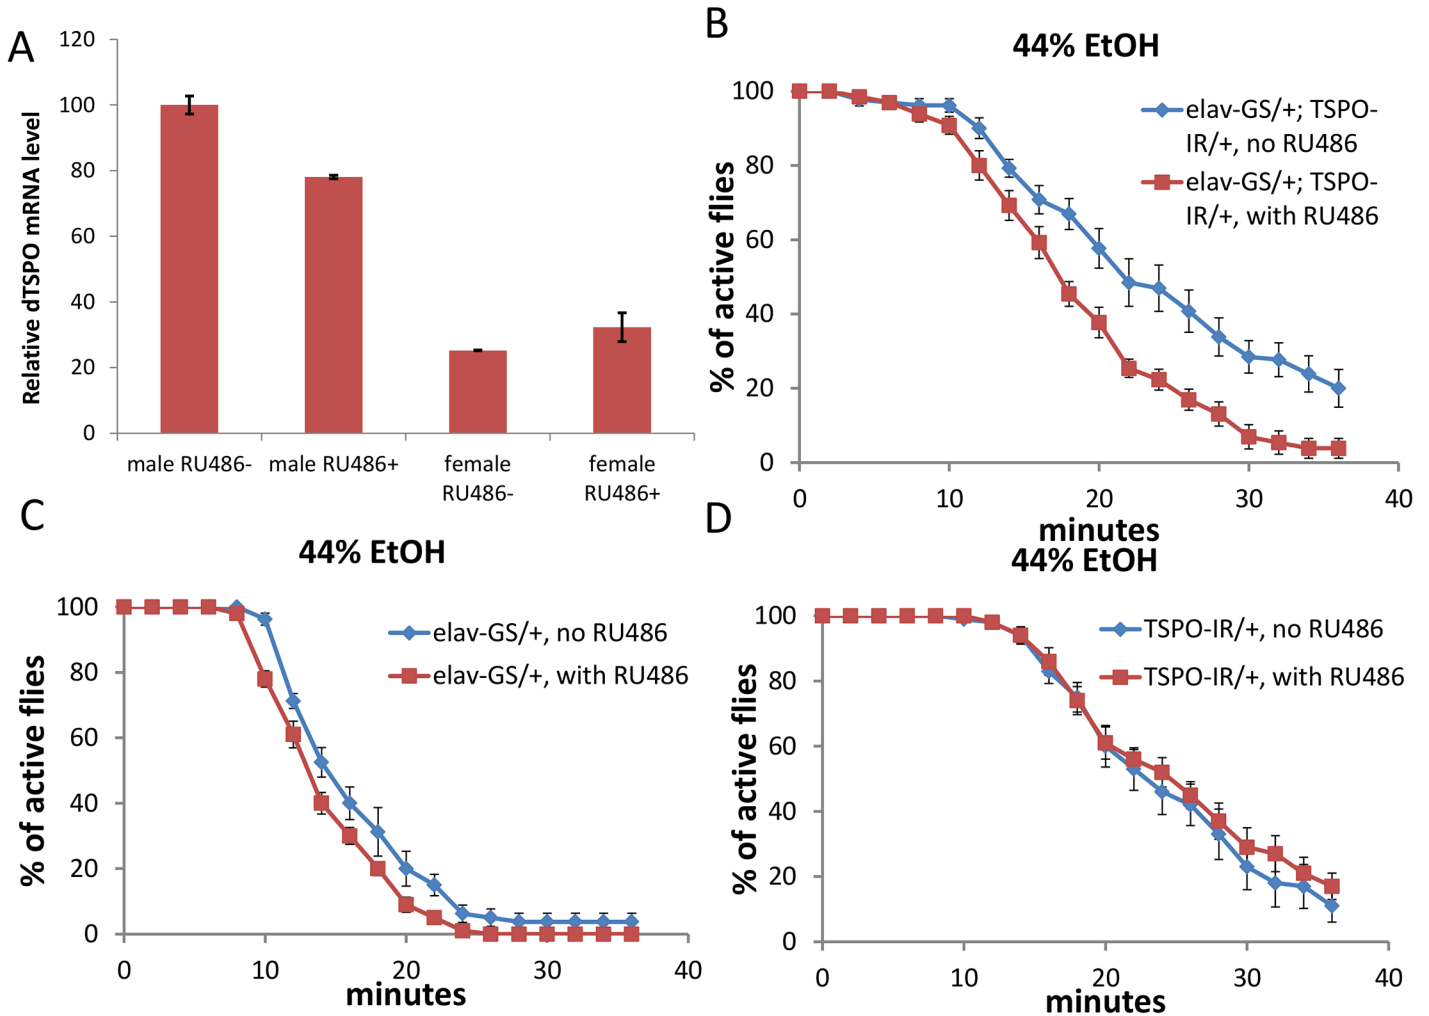 A
120
100
80
60
40
20
0
Relative dTSPO mRNA level
male RU486-
male RU486+
female
RU486-
female
RU486+
B
44% EtOH
100
80
60
40
20
0
% of active flies
elav-GS/+; TSPO-
IR/+, no RU486
elav-GS/+; TSPO-
IR/+, with RU486
0 10 20 30 40
minutes
C
44% EtOH
100
80
60
40
20
0
% of active flies
elav-GS/+, no RU486
elav-GS/+, with RU486
0 10 20 30 40
minutes
D
44% EtOH
100
80
60
40
20
0
% of active flies
TSPO-IR/+, no RU486
TSPO-IR/+, with RU486
0 10 20 30 40
minutes